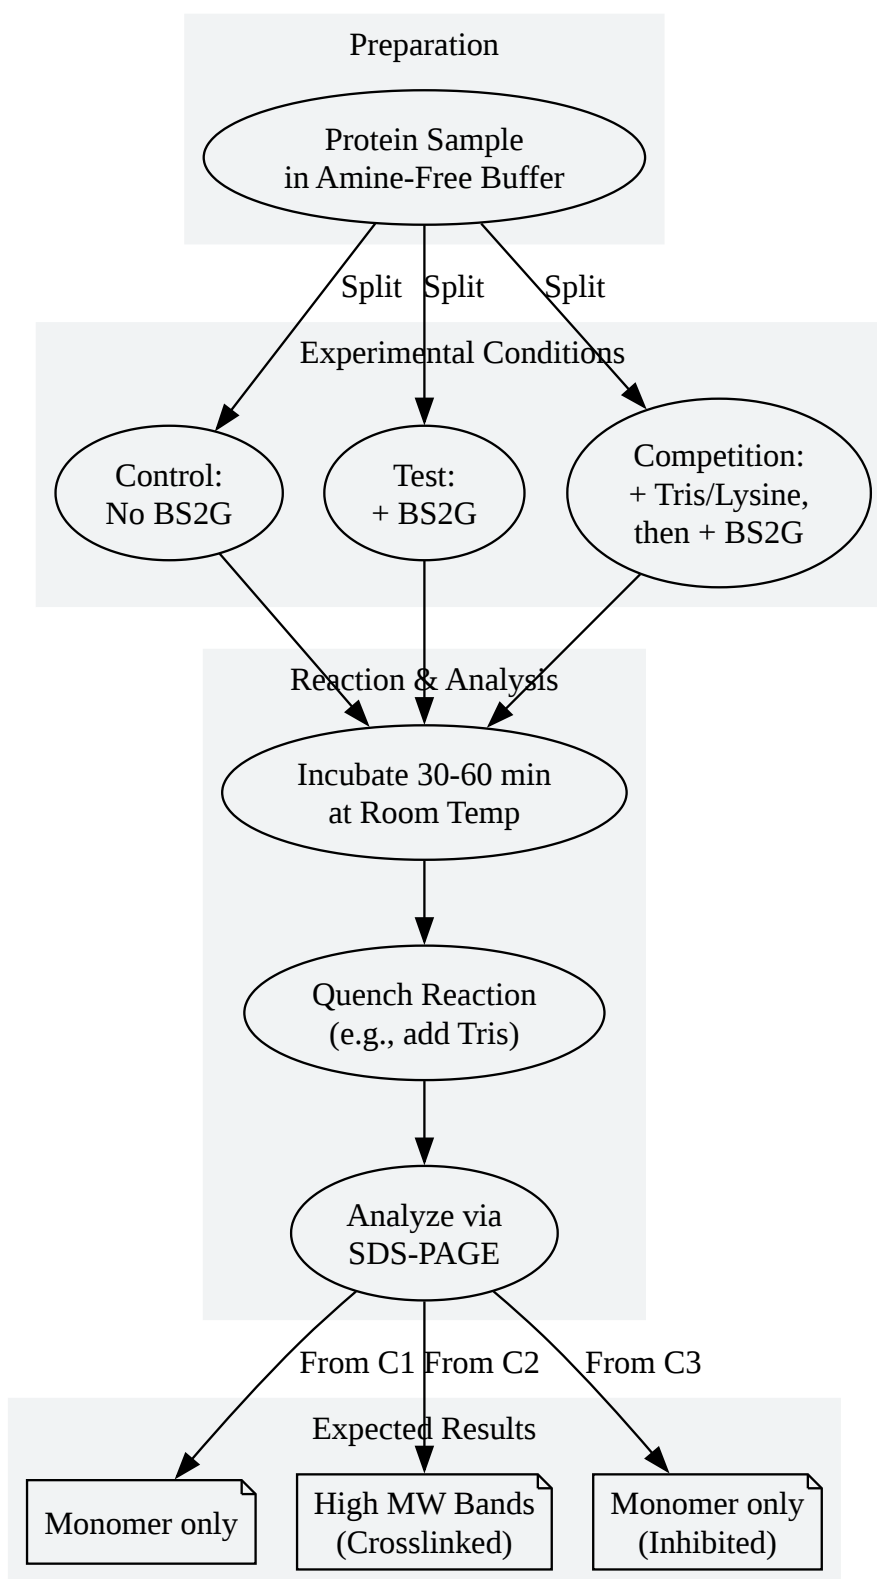 Preparation
Protein Sample
in Amine-Free Buffer
Split
Split
Split
Experimental Conditions
Control:
No BS2G
Test:
+ BS2G
Competition:
+ Tris/Lysine,
then + BS2G
Reaction & Analysis
Incubate 30-60 min
at Room Temp
Quench Reaction
(e.g., add Tris)
Analyze via
SDS-PAGE
From C1
From C2
From C3
Expected Results
Monomer only
High MW Bands
(Crosslinked)
Monomer only
(Inhibited)